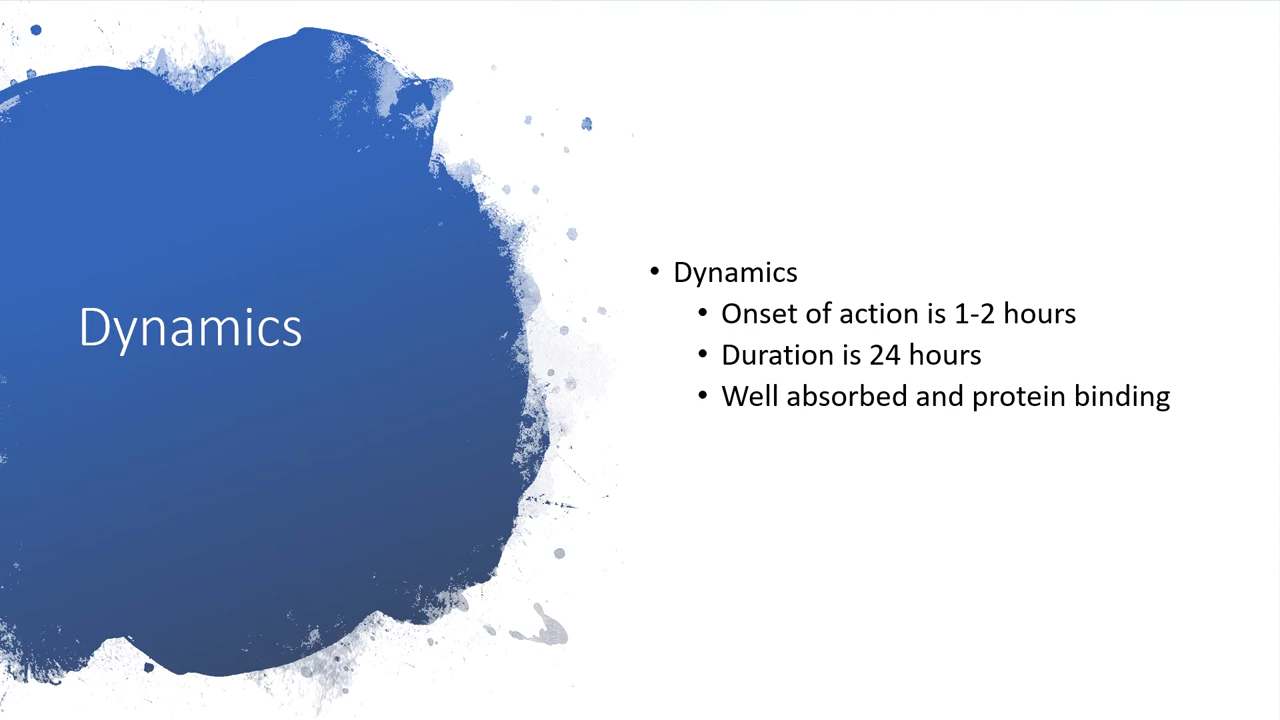 Dynamics
• Dynamics
• Onset of action is 1-2 hours
• Duration is 24 hours
• Well absorbed and protein binding